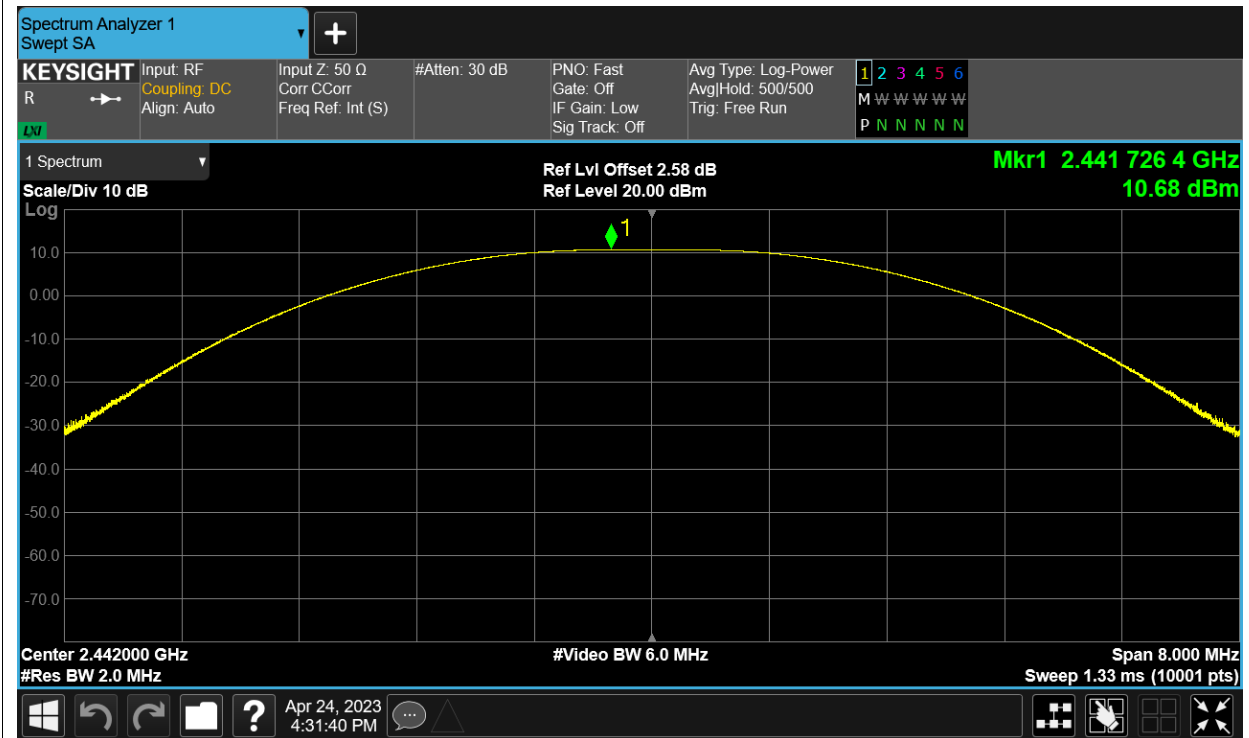 Spectrum Analyzer 1
Swept SA
▼
+
KEYSIGHT
R
LXI
Input: RF
Coupling: DC
Align: Auto
Input Z: 50 Ω
Corr CCorr
Freq Ref: Int (S)
#Atten: 30 dB
PNO: Fast
Gate: Off
IF Gain: Low
Sig Track: Off
Avg Type: Log-Power
Avg|Hold: 500/500
Trig: Free Run
1 2 3 4 5 6
M W W W W W
P N N N N N
1 Spectrum ▼
Scale/Div 10 dB
Log
Ref Lvl Offset 2.58 dB
Ref Level 20.00 dBm
Mkr1 2.441 726 4 GHz
10.68 dBm
1
10.0
0.00
-10.0
-20.0
-30.0
-40.0
-50.0
-60.0
-70.0
Center 2.442000 GHz
#Res BW 2.0 MHz
#Video BW 6.0 MHz
Span 8.000 MHz
Sweep 1.33 ms (10001 pts)
?
Apr 24, 2023
4:31:40 PM